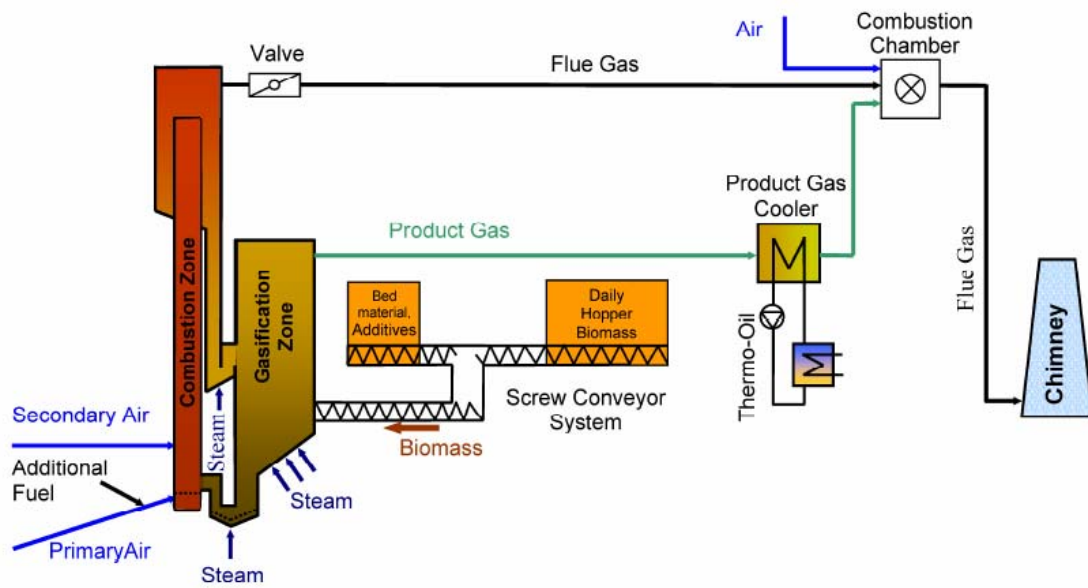 Air
Combustion
Chamber
Valve
Flue Gas
Product Gas
Cooler
Product Gas
Combustion Zone
Gasification
Zone
Bed
material,
Additives
Daily
Hopper
Biomass
Flue Gas
Thermo-Oil
Chimney
Screw Conveyor
System
Secondary Air
Steam
Biomass
Additional
Fuel
Steam
PrimaryAir
Steam